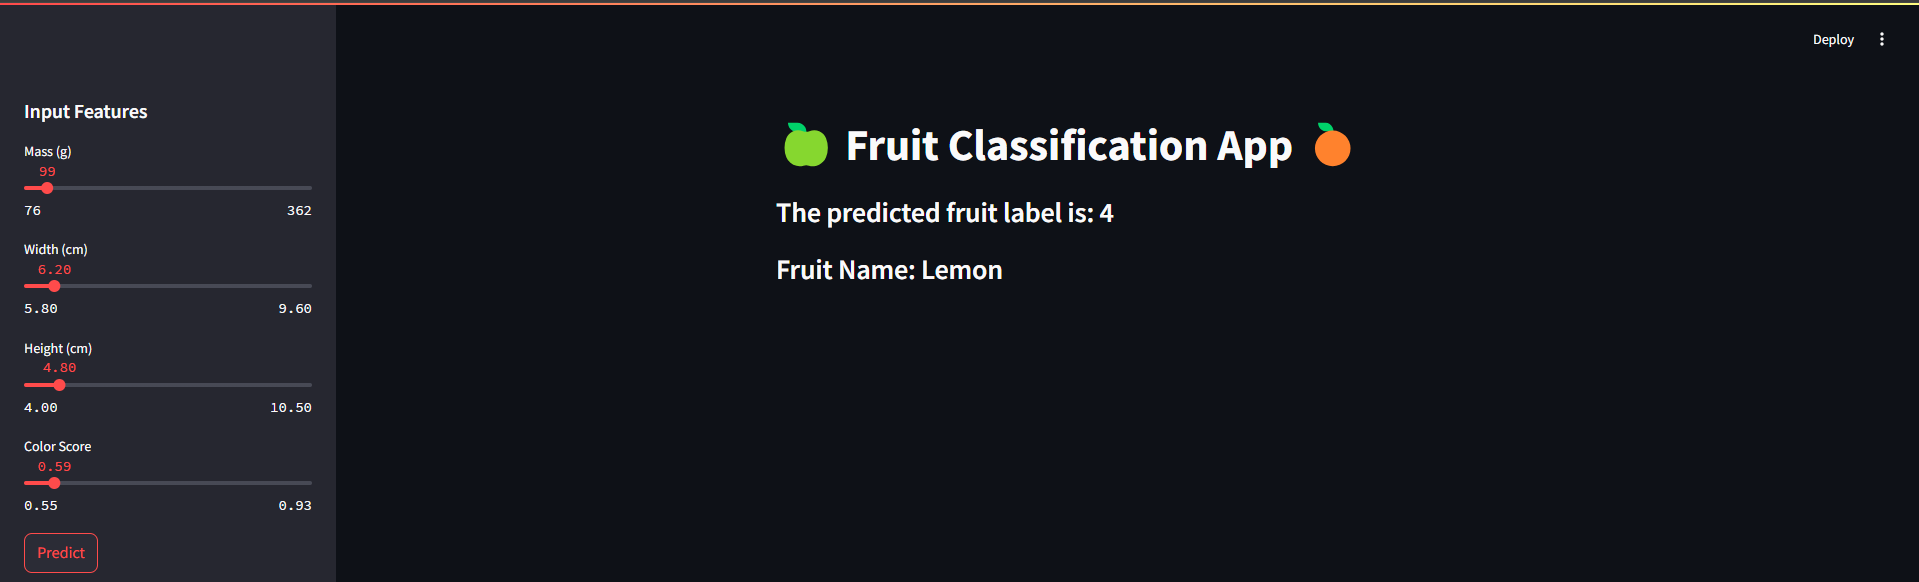 Deploy
Input Features
Mass (g)
99
76 362
Width (cm)
6.20
5.80 9.60
Height (cm)
4.80
4.00 10.50
Color Score
0.59
0.55 0.93
Predict
Fruit Classification App
The predicted fruit label is: 4
Fruit Name: Lemon